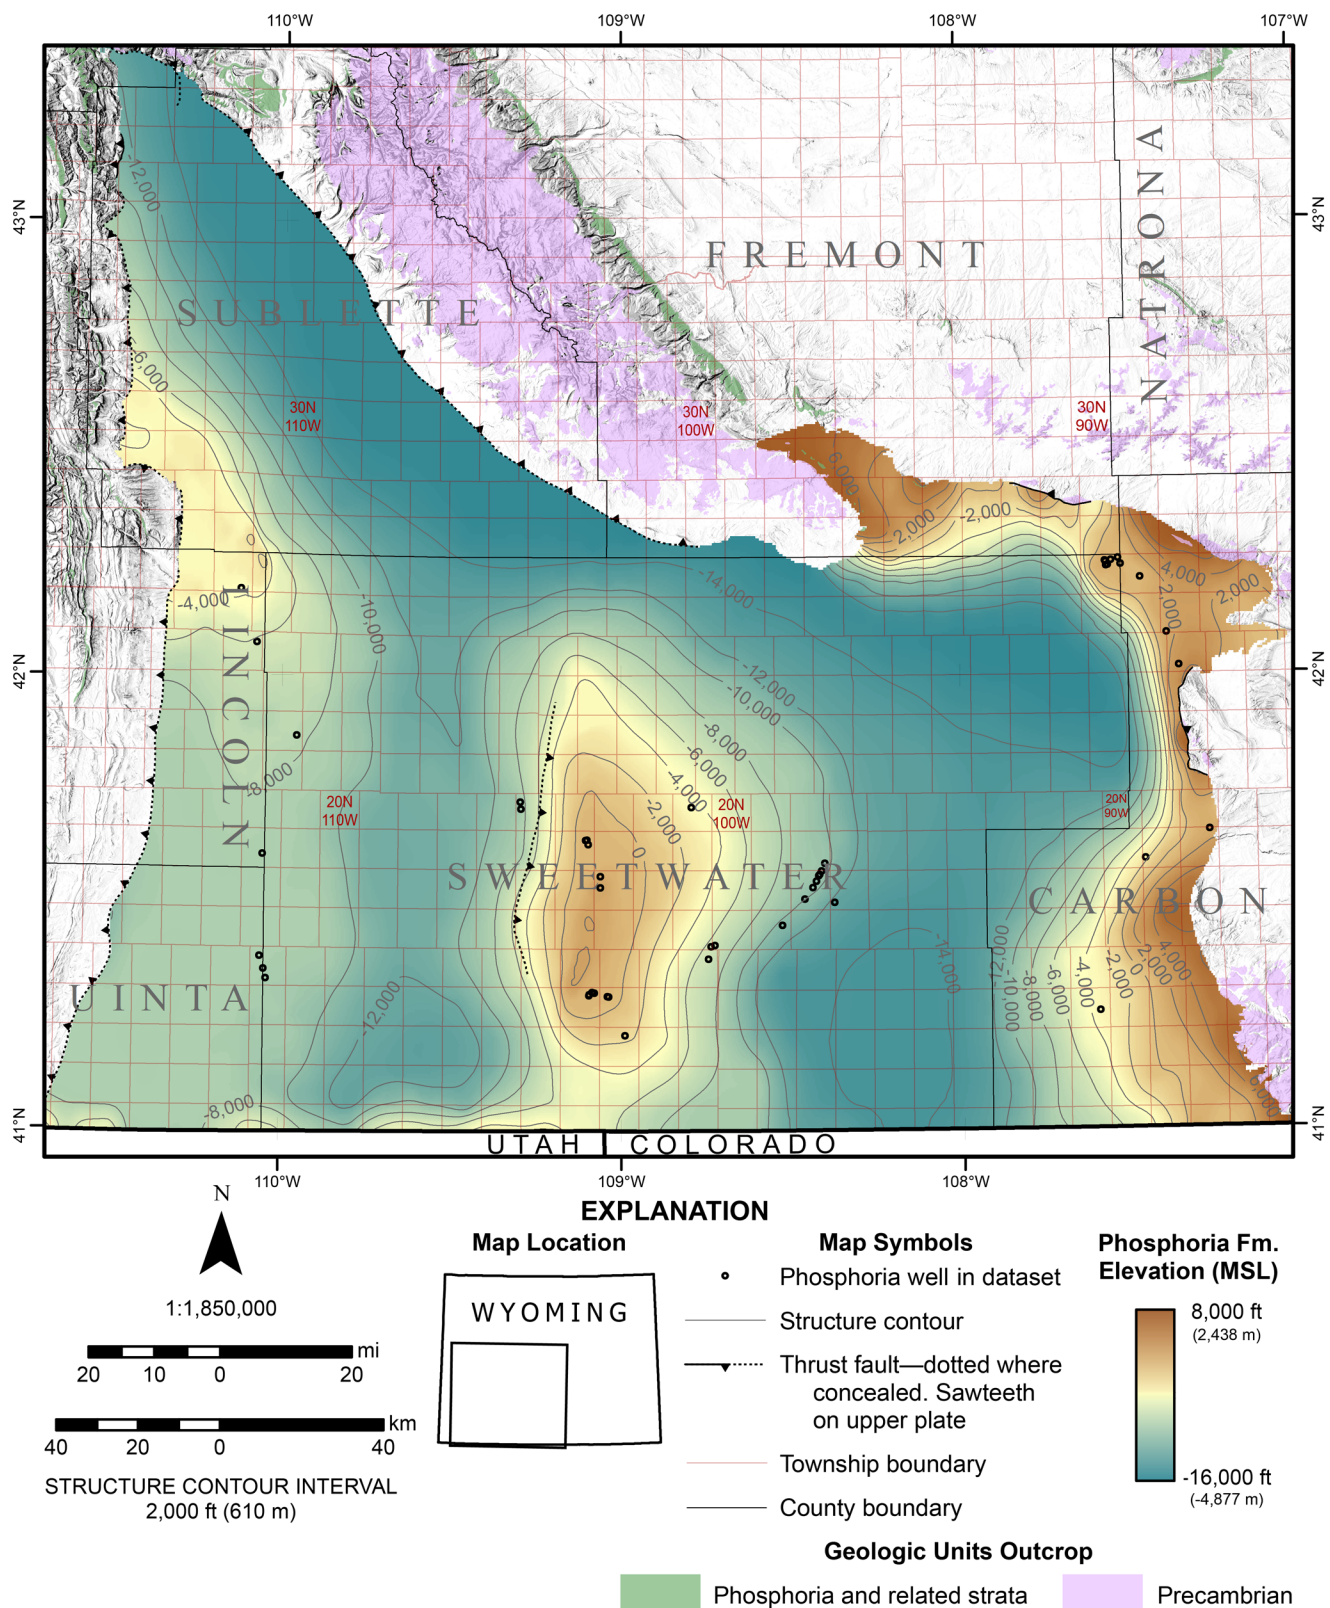 110°W
109°W
108°W
107°W
43°N
43°N
42°N
42°N
41°N
41°N
-12,000
SUBLETTE
FREMONT
NATRONA
-6,000
30N
110W
30N
100W
30N
90W
6,000
2,000
-2,000
4,000
2,000
2,000
-4,000
-10,000
-14,000
LINCOLN
-12,000
-10,000
-8,000
-6,000
-4,000
-2,000
0
-8,000
20N
110W
20N
100W
20N
90W
SWEETWATER
CARBON
UINTA
-12,000
-14,000
-12,000
-10,000
-8,000
-6,000
-4,000
-2,000
2,000
4,000
6,000
-8,000
UTAH
COLORADO
110°W
109°W
108°W
N
1:1,850,000
20 10 0 20 mi
40 20 0 40 km
STRUCTURE CONTOUR INTERVAL
2,000 ft (610 m)
EXPLANATION
Map Location
WYOMING
Map Symbols
Phosphoria well in dataset
Structure contour
Thrust fault—dotted where
concealed. Sawteeth
on upper plate
Township boundary
County boundary
Phosphoria Fm.
Elevation (MSL)
8,000 ft
(2,438 m)
-16,000 ft
(-4,877 m)
Geologic Units Outcrop
Phosphoria and related strata
Precambrian